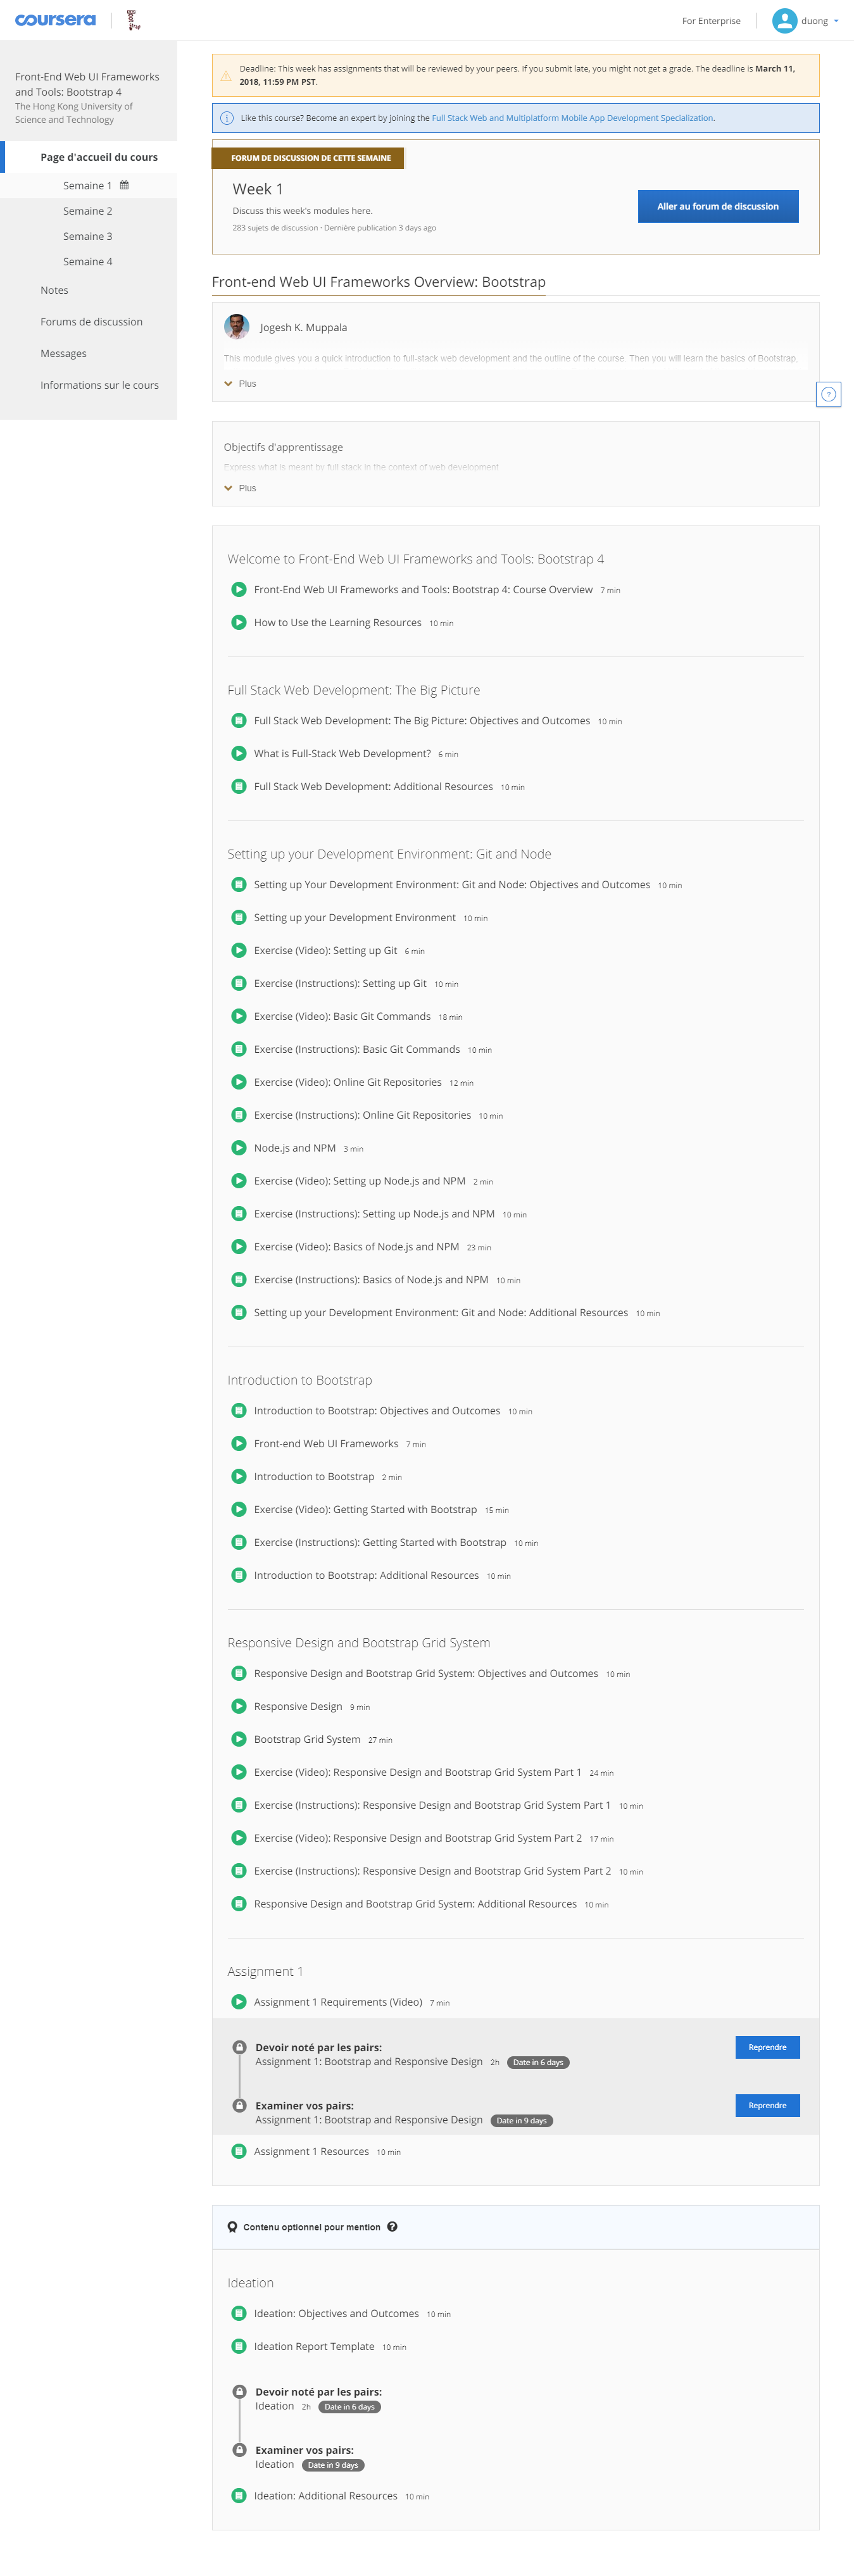 coursera
For Enterprise
duong
Front-End Web UI Frameworks
and Tools: Bootstrap 4
The Hong Kong University of
Science and Technology
Page d'accueil du cours
Semaine 1
Semaine 2
Semaine 3
Semaine 4
Notes
Forums de discussion
Messages
Informations sur le cours
Deadline: This week has assignments that will be reviewed by your peers. If you submit late, you might not get a grade. The deadline is March 11,
2018, 11:59 PM PST.
Like this course? Become an expert by joining the Full Stack Web and Multiplatform Mobile App Development Specialization.
FORUM DE DISCUSSION DE CETTE SEMAINE
Week 1
Discuss this week's modules here.
283 sujets de discussion · Dernière publication 3 days ago
Aller au forum de discussion
Front-end Web UI Frameworks Overview: Bootstrap
Jogesh K. Muppala
This module gives you a quick introduction to full-stack web development and the outline of the course. Then you will learn the basics of Bootstrap.
Plus
Objectifs d'apprentissage
Express what is meant by full stack in the context of web development
Plus
Welcome to Front-End Web UI Frameworks and Tools: Bootstrap 4
Front-End Web UI Frameworks and Tools: Bootstrap 4: Course Overview 7 min
How to Use the Learning Resources 10 min
Full Stack Web Development: The Big Picture
Full Stack Web Development: The Big Picture: Objectives and Outcomes 10 min
What is Full-Stack Web Development? 6 min
Full Stack Web Development: Additional Resources 10 min
Setting up your Development Environment: Git and Node
Setting up Your Development Environment: Git and Node: Objectives and Outcomes 10 min
Setting up your Development Environment 10 min
Exercise (Video): Setting up Git 6 min
Exercise (Instructions): Setting up Git 10 min
Exercise (Video): Basic Git Commands 18 min
Exercise (Instructions): Basic Git Commands 10 min
Exercise (Video): Online Git Repositories 12 min
Exercise (Instructions): Online Git Repositories 10 min
Node.js and NPM 3 min
Exercise (Video): Setting up Node.js and NPM 2 min
Exercise (Instructions): Setting up Node.js and NPM 10 min
Exercise (Video): Basics of Node.js and NPM 23 min
Exercise (Instructions): Basics of Node.js and NPM 10 min
Setting up your Development Environment: Git and Node: Additional Resources 10 min
Introduction to Bootstrap
Introduction to Bootstrap: Objectives and Outcomes 10 min
Front-end Web UI Frameworks 7 min
Introduction to Bootstrap 2 min
Exercise (Video): Getting Started with Bootstrap 15 min
Exercise (Instructions): Getting Started with Bootstrap 10 min
Introduction to Bootstrap: Additional Resources 10 min
Responsive Design and Bootstrap Grid System
Responsive Design and Bootstrap Grid System: Objectives and Outcomes 10 min
Responsive Design 9 min
Bootstrap Grid System 27 min
Exercise (Video): Responsive Design and Bootstrap Grid System Part 1 24 min
Exercise (Instructions): Responsive Design and Bootstrap Grid System Part 1 10 min
Exercise (Video): Responsive Design and Bootstrap Grid System Part 2 17 min
Exercise (Instructions): Responsive Design and Bootstrap Grid System Part 2 10 min
Responsive Design and Bootstrap Grid System: Additional Resources 10 min
Assignment 1
Assignment 1 Requirements (Video) 7 min
Devoir noté par les pairs:
Assignment 1: Bootstrap and Responsive Design 2h Date in 6 days
Reprendre
Examiner vos pairs:
Assignment 1: Bootstrap and Responsive Design Date in 9 days
Reprendre
Assignment 1 Resources 10 min
Contenu optionnel pour mention ?
Ideation
Ideation: Objectives and Outcomes 10 min
Ideation Report Template 10 min
Devoir noté par les pairs:
Ideation 2h Date in 6 days
Examiner vos pairs:
Ideation Date in 9 days
Ideation: Additional Resources 10 min